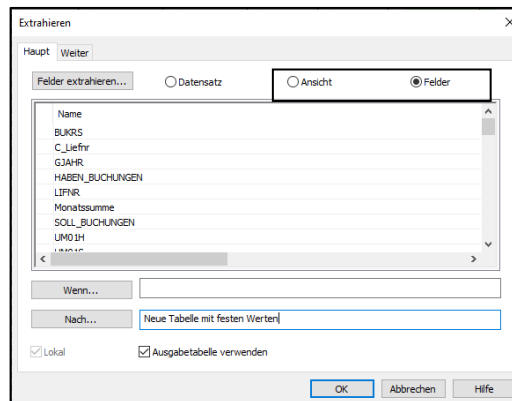 Extrahieren
Haupt Weiter
Felder extrahieren... Datensatz Ansicht Felder
Name
BUKRS
C_Liefnr
GJAHR
HABEN_BUCHUNGEN
LIFNR
Monatssumme
SOLL_BUCHUNGEN
UM01H
Wenn...
Nach... Neue Tabelle mit festen Werten
Lokal Ausgabetabelle verwenden
OK Abbrechen Hilfe